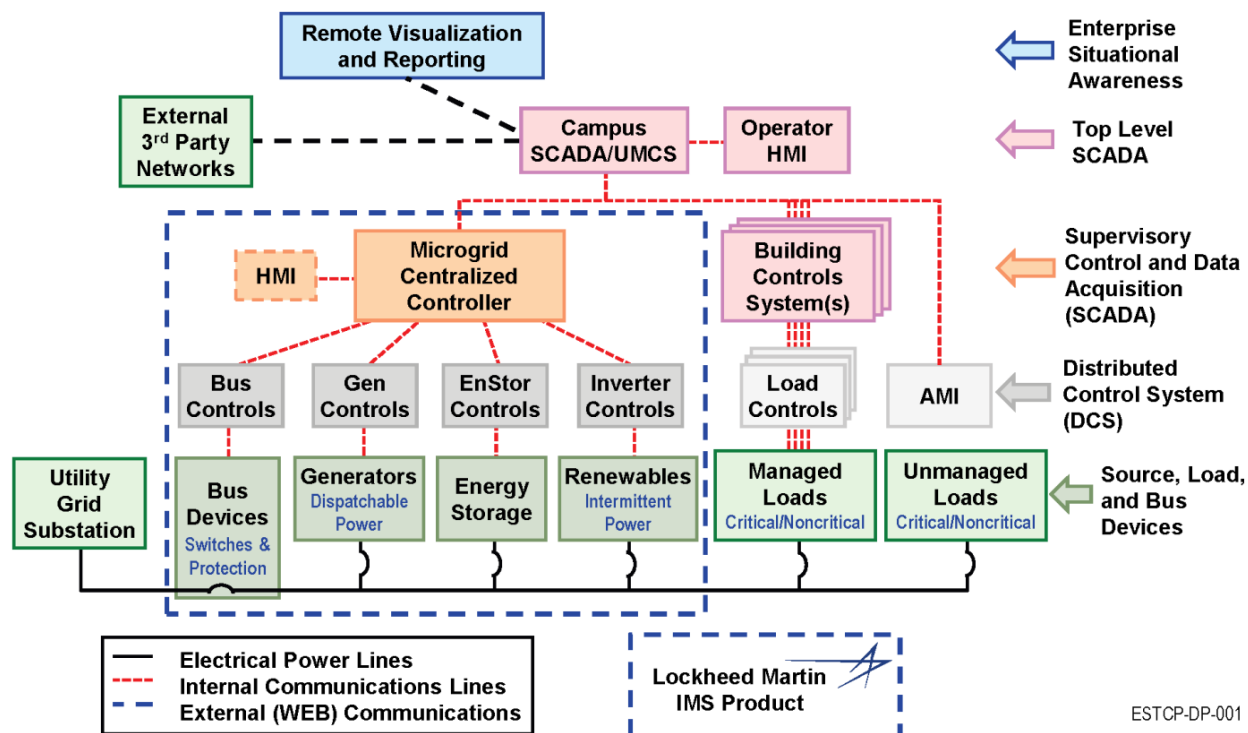 Remote Visualization
and Reporting
Enterprise
Situational
Awareness
External
3rd Party
Networks
Campus
SCADA/UMCS
Operator
HMI
Top Level
SCADA
HMI
Microgrid
Centralized
Controller
Building
Controls
System(s)
Supervisory
Control and Data
Acquisition
(SCADA)
Bus
Controls
Gen
Controls
EnStor
Controls
Inverter
Controls
Load
Controls
AMI
Distributed
Control System
(DCS)
Utility
Grid
Substation
Bus
Devices
Switches &
Protection
Generators
Dispatchable
Power
Energy
Storage
Renewables
Intermittent
Power
Managed
Loads
Critical/Noncritical
Unmanaged
Loads
Critical/Noncritical
Source, Load,
and Bus
Devices
Electrical Power Lines
Internal Communications Lines
External (WEB) Communications
Lockheed Martin
IMS Product
ESTCP-DP-001